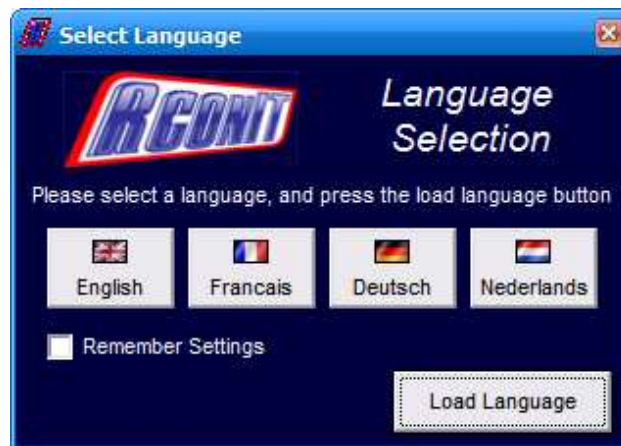 Select Language
RCONIT
Language
Selection
Please select a language, and press the load language button
English
Francais
Deutsch
Nederlands
Remember Settings
Load Language